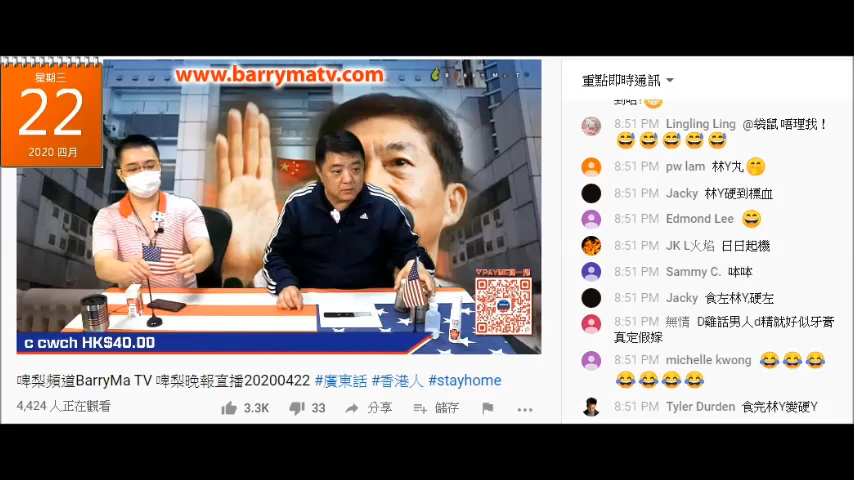 www.barrymatv.com
BARRYMATV
星期三
22
2020 四月
PAYME
c cwch HK$40.00
啤梨頻道BarryMa TV 啤梨晚報直播20200422 #廣東話 #香港人 #stayhome
4,424 人正在觀看
3.3K
33
分享
儲存
重點即時通訊
8:51 PM Lingling Ling @袋鼠 唔理我！
8:51 PM pw lam 林Y丸
8:51 PM Jacky 林Y硬到標血
8:51 PM Edmond Lee
8:51 PM JK L火焰 日日起機
8:51 PM Sammy C. 咔咔
8:51 PM Jacky 食左林Y,硬左
8:51 PM 無情 D雞話男人d精就好似牙膏
真定假嫁
8:51 PM michelle kwong
8:51 PM Tyler Durden 食完林Y變硬Y